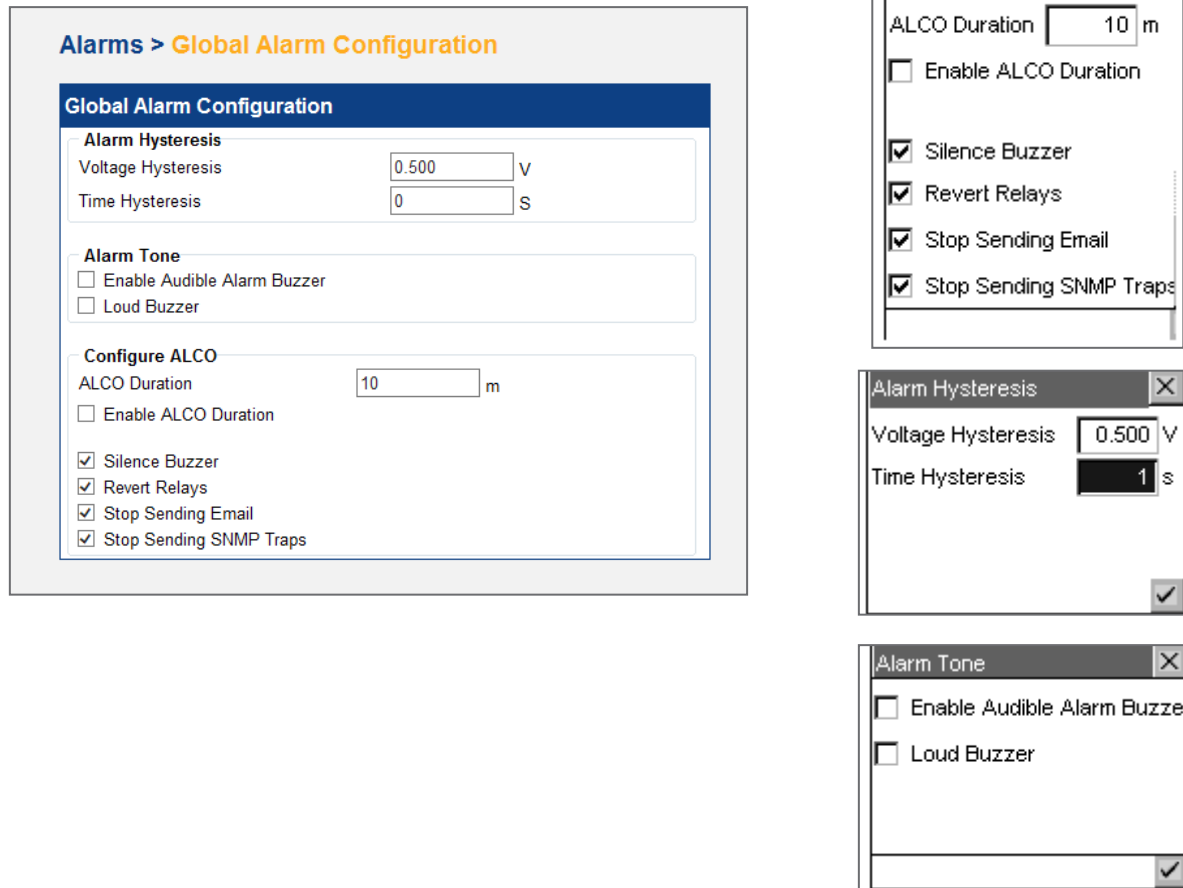 Alarms > Global Alarm Configuration
Global Alarm Configuration
Alarm Hysteresis
Voltage Hysteresis 0.500 V
Time Hysteresis 0 S
Alarm Tone
Enable Audible Alarm Buzzer
Loud Buzzer
Configure ALCO
ALCO Duration 10 m
Enable ALCO Duration
Silence Buzzer
Revert Relays
Stop Sending Email
Stop Sending SNMP Traps
ALCO Duration 10 m
Enable ALCO Duration
Silence Buzzer
Revert Relays
Stop Sending Email
Stop Sending SNMP Traps
Alarm Hysteresis
Voltage Hysteresis 0.500 V
Time Hysteresis 1 s
Alarm Tone
Enable Audible Alarm Buzze
Loud Buzzer